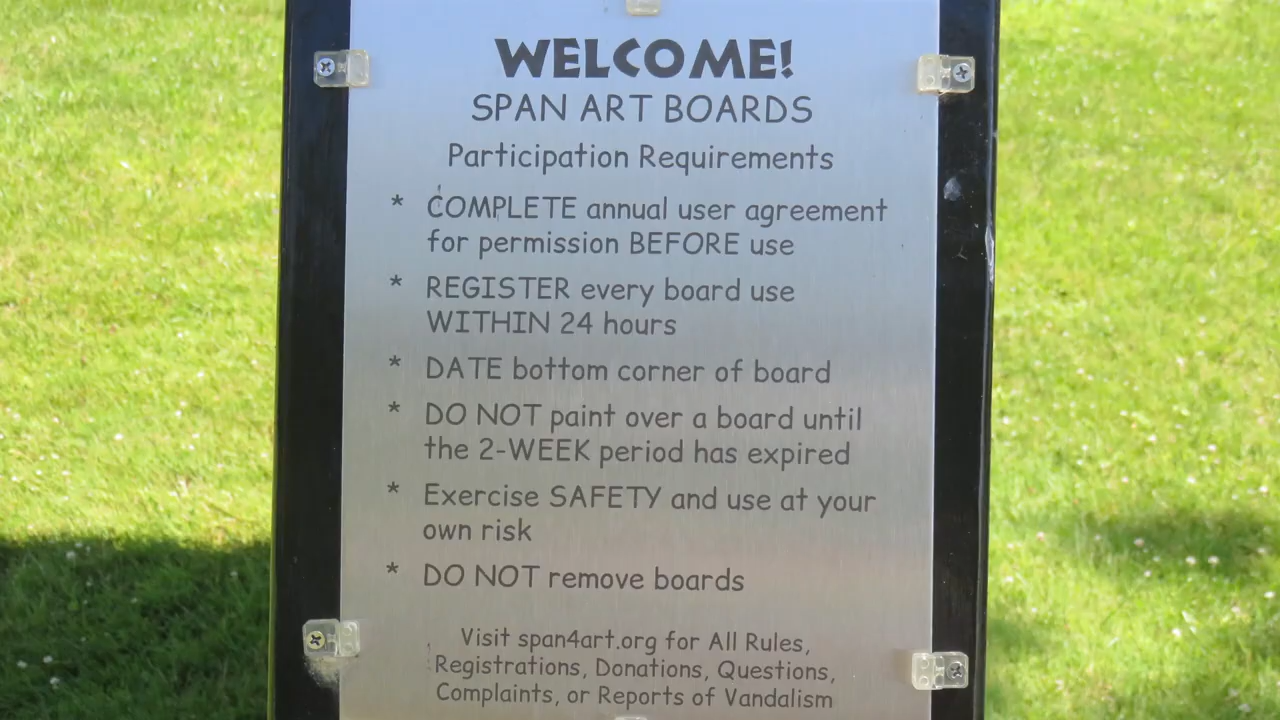 WELCOME!
SPAN ART BOARDS
Participation Requirements
* COMPLETE annual user agreement
for permission BEFORE use
* REGISTER every board use
WITHIN 24 hours
* DATE bottom corner of board
* DO NOT paint over a board until
the 2-WEEK period has expired
* Exercise SAFETY and use at your
own risk
* DO NOT remove boards
Visit span4art.org for All Rules,
Registrations, Donations, Questions,
Complaints, or Reports of Vandalism